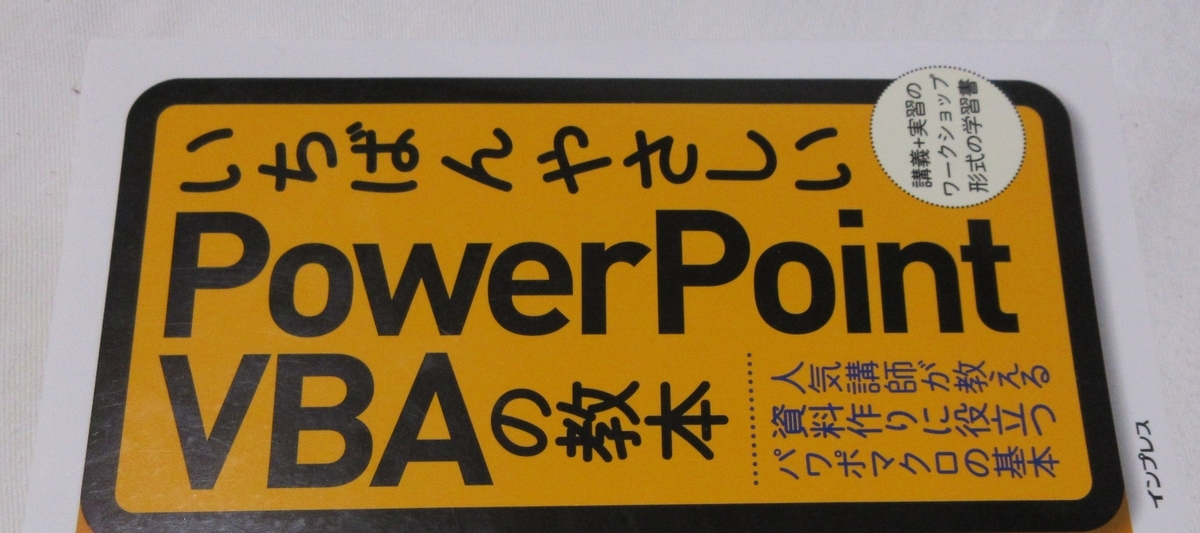 いちばんやさしい
PowerPoint
VBAの教本
人気講師が教える
資料作りに役立つ
パワポマクロの基本
講義+実習の
ワークショップ
形式の学習書
インプレス